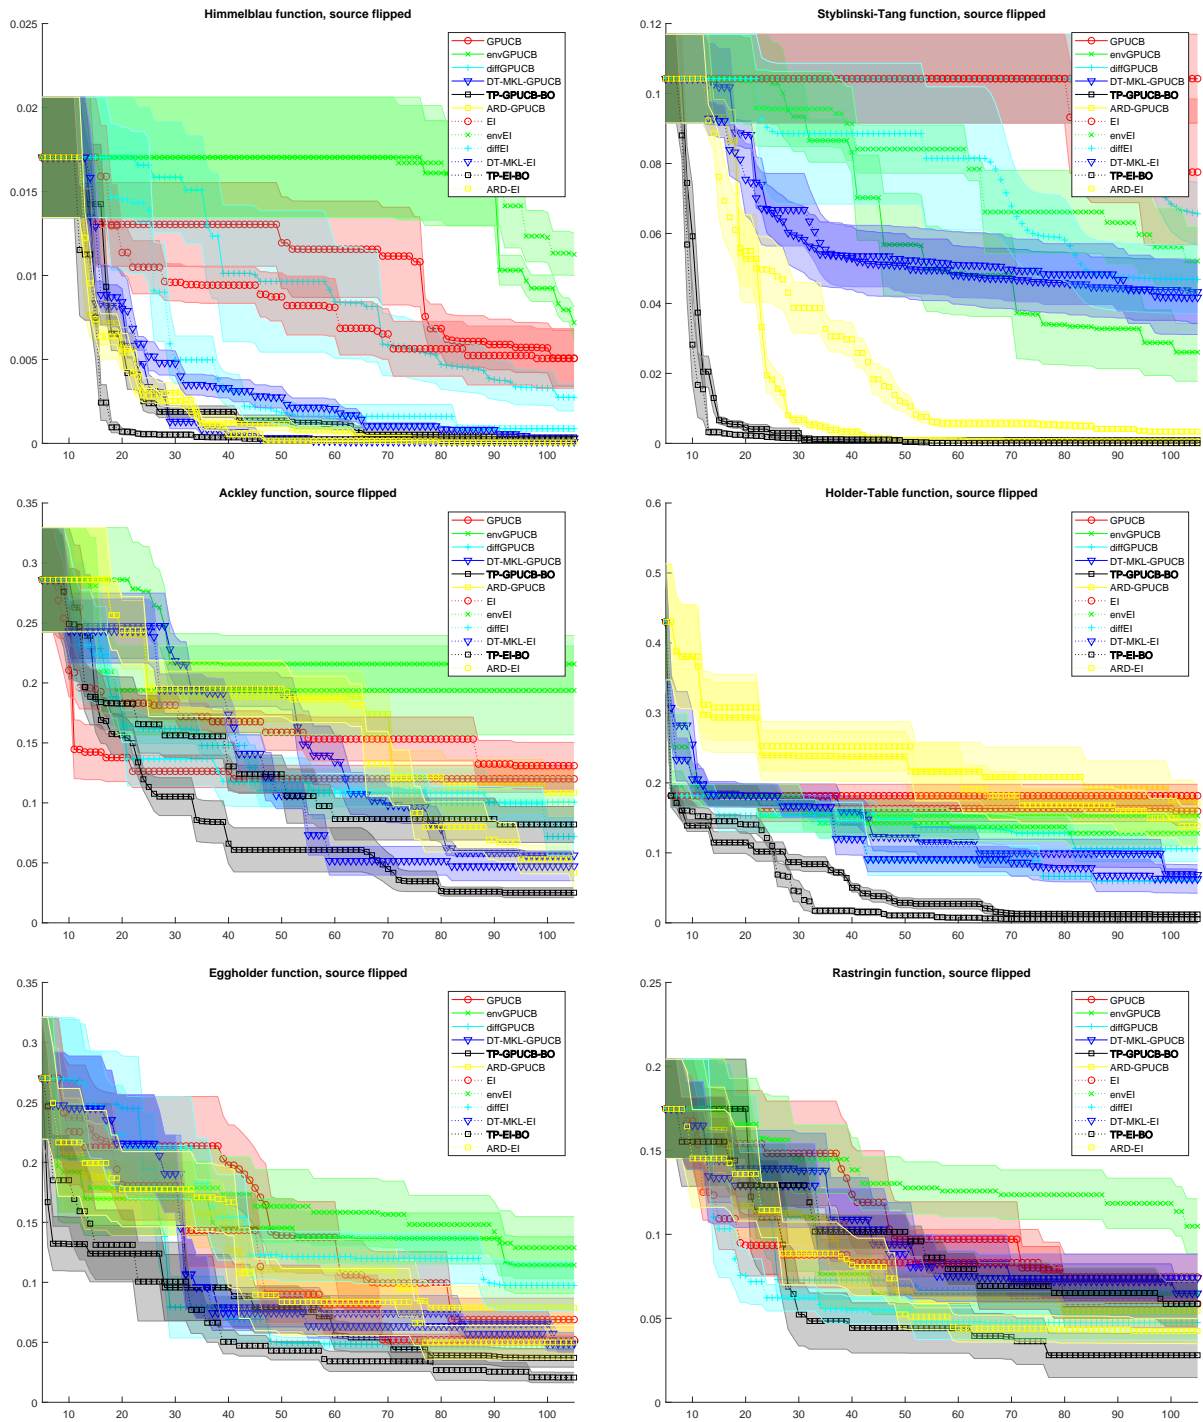 Himmelblau function, source flipped
0.025
0.02
0.015
0.01
0.005
0
10 20 30 40 50 60 70 80 90 100
GPUCB
envGPUCB
diffGPUCB
DT-MKL-GPUCB
TP-GPUCB-BO
ARD-GPUCB
EI
envEI
diffEI
DT-MKL-EI
TP-EI-BO
ARD-EI
Styblinski-Tang function, source flipped
0.12
0.1
0.08
0.06
0.04
0.02
0
10 20 30 40 50 60 70 80 90 100
GPUCB
envGPUCB
diffGPUCB
DT-MKL-GPUCB
TP-GPUCB-BO
ARD-GPUCB
EI
envEI
diffEI
DT-MKL-EI
TP-EI-BO
ARD-EI
Ackley function, source flipped
0.35
0.3
0.25
0.2
0.15
0.1
0.05
0
10 20 30 40 50 60 70 80 90 100
GPUCB
envGPUCB
diffGPUCB
DT-MKL-GPUCB
TP-GPUCB-BO
ARD-GPUCB
EI
envEI
diffEI
DT-MKL-EI
TP-EI-BO
ARD-EI
Holder-Table function, source flipped
0.6
0.5
0.4
0.3
0.2
0.1
0
10 20 30 40 50 60 70 80 90 100
GPUCB
envGPUCB
diffGPUCB
DT-MKL-GPUCB
TP-GPUCB-BO
ARD-GPUCB
EI
envEI
diffEI
DT-MKL-EI
TP-EI-BO
ARD-EI
Eggholder function, source flipped
0.35
0.3
0.25
0.2
0.15
0.1
0.05
0
10 20 30 40 50 60 70 80 90 100
GPUCB
envGPUCB
diffGPUCB
DT-MKL-GPUCB
TP-GPUCB-BO
ARD-GPUCB
EI
envEI
diffEI
DT-MKL-EI
TP-EI-BO
ARD-EI
Rastringin function, source flipped
0.25
0.2
0.15
0.1
0.05
0
10 20 30 40 50 60 70 80 90 100
GPUCB
envGPUCB
diffGPUCB
DT-MKL-GPUCB
TP-GPUCB-BO
ARD-GPUCB
EI
envEI
diffEI
DT-MKL-EI
TP-EI-BO
ARD-EI